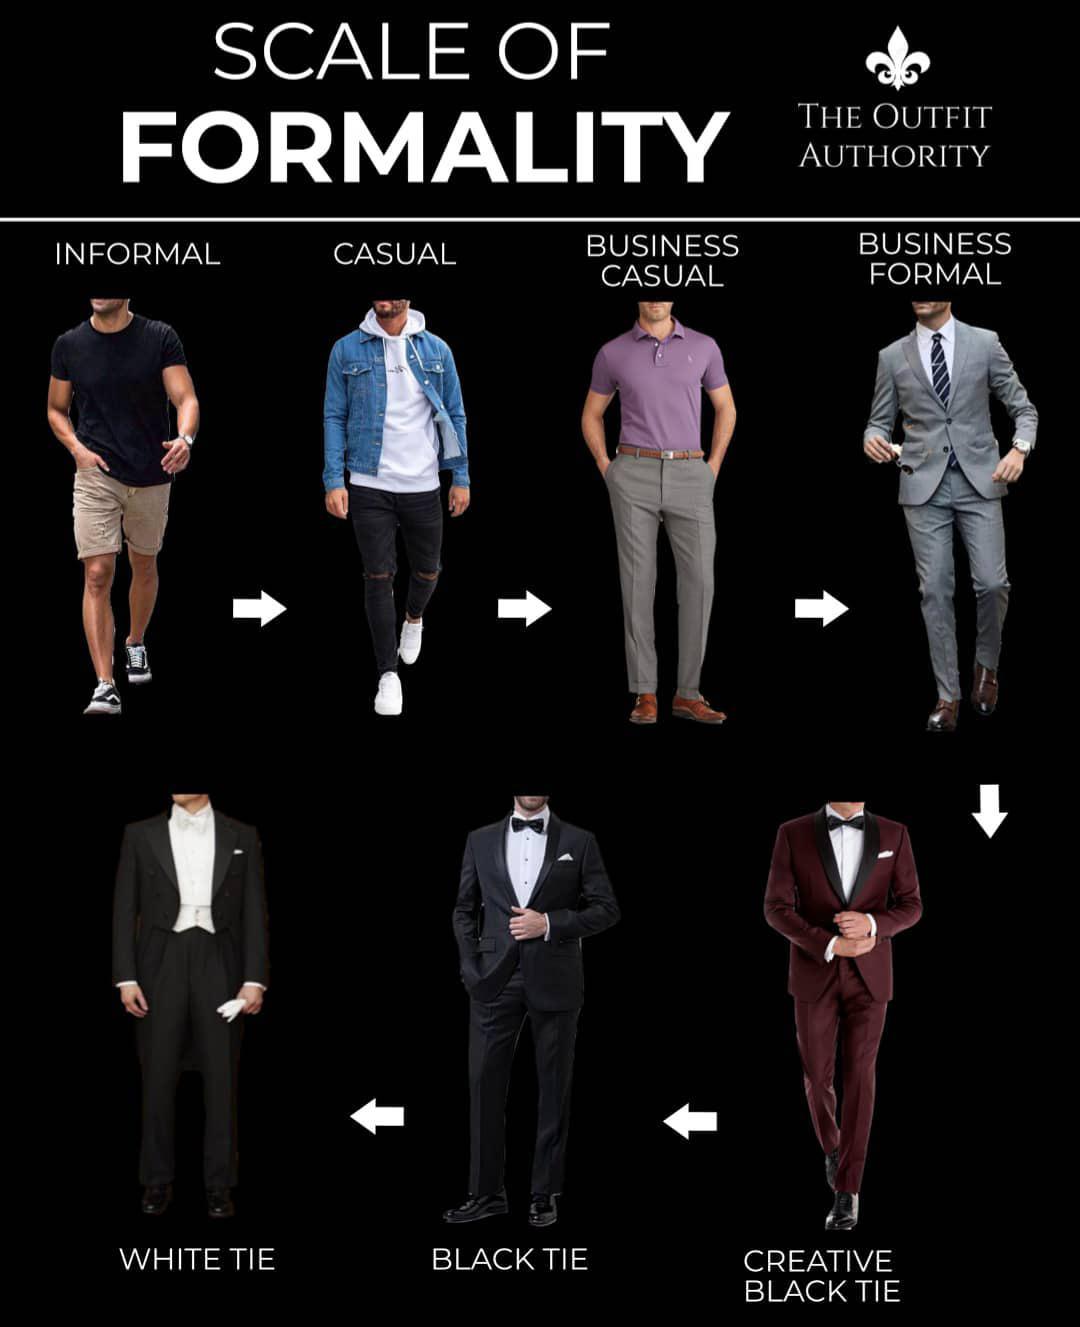 SCALE OF
FORMALITY
THE OUTFIT
AUTHORITY
INFORMAL
CASUAL
BUSINESS
CASUAL
BUSINESS
FORMAL
WHITE TIE
BLACK TIE
CREATIVE
BLACK TIE